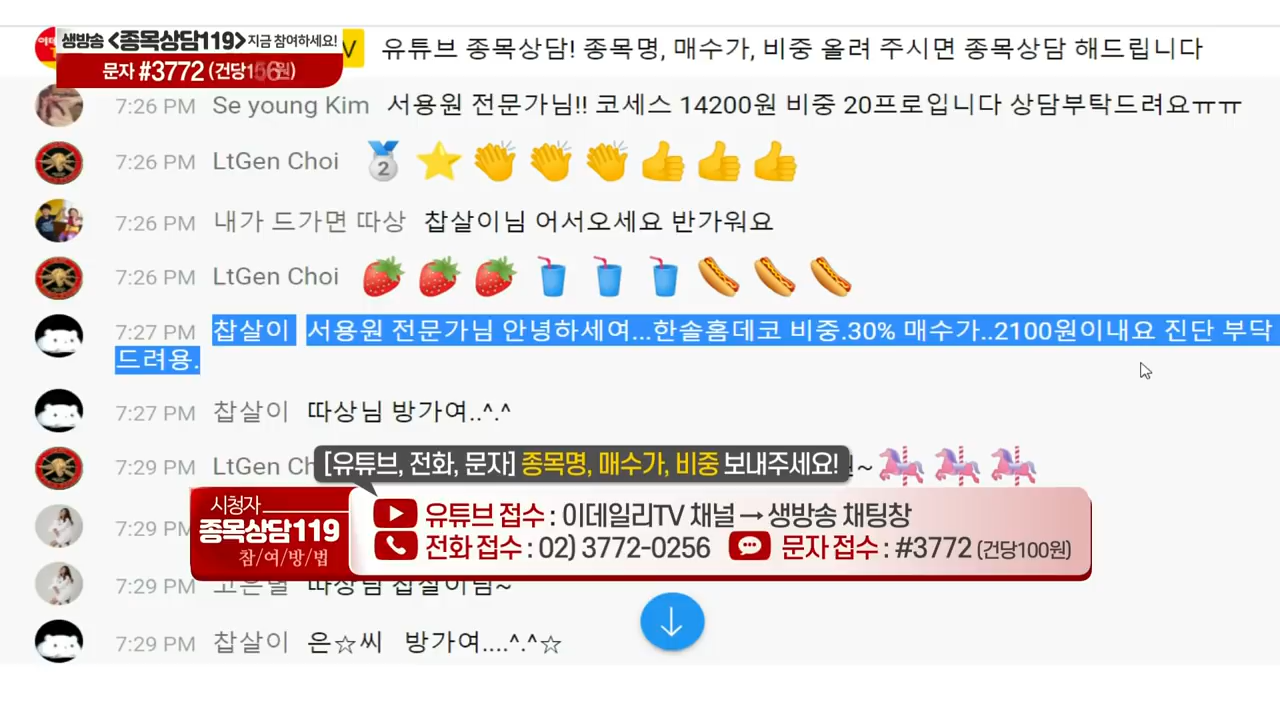 생방송 <종목상담119> 지금 참여하세요!
문자 #3772 (건당1 원)
V 유튜브 종목상담! 종목명, 매수가, 비중 올려 주시면 종목상담 해드립니다
7:26 PM Se young Kim 서용원 전문가님!! 코세스 14200원 비중 20프로입니다 상담부탁드려요ㅠㅠ
7:26 PM LtGen Choi 🥈⭐👏👏👏👍👍👍
7:26 PM 내가 드가면 따상 찹살이님 어서오세요 반가워요
7:26 PM LtGen Choi 🍓🍓🍓🥤🥤🥤🌭🌭🌭
7:27 PM 찹살이 서용원 전문가님 안녕하세여...한솔홈데코 비중.30% 매수가..2100원이내요 진단 부탁
드려용.
7:27 PM 찹살이 따상님 방가여..^.^
7:29 PM LtGen Ch ~🎠🎠🎠
[유튜브, 전화, 문자] 종목명, 매수가, 비중 보내주세요!
시청자
종목상담119
참/여/방/법
유튜브 접수 : 이데일리TV 채널 → 생방송 채팅창
전화 접수 : 02) 3772-0256 문자 접수 : #3772 (건당100원)
7:29 PM
7:29 PM 고은별 따상님 찹살이님~
7:29 PM 찹살이 은☆씨 방가여....^.^☆